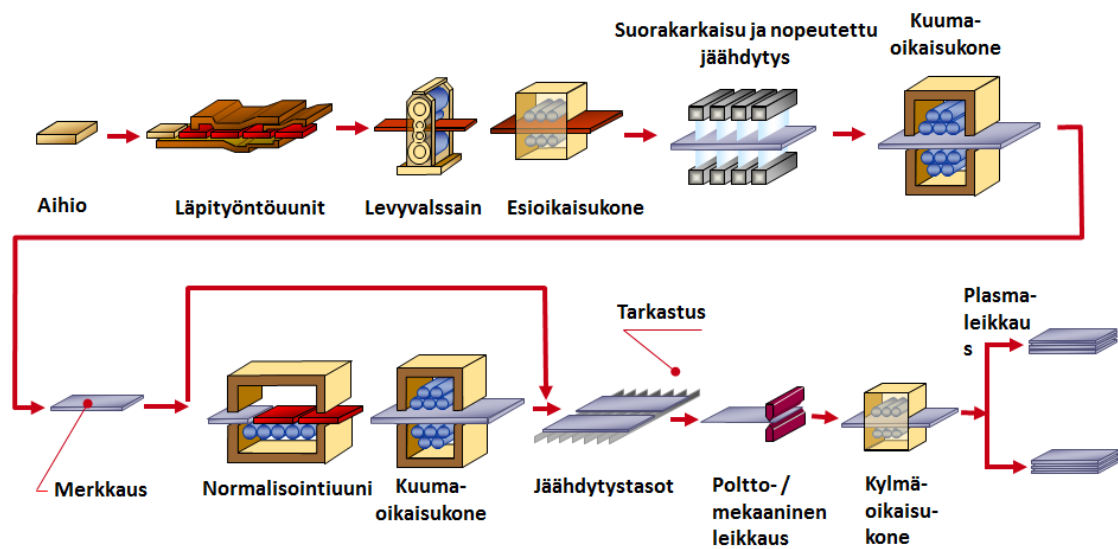 Aihio
Läpityöntöuunit
Levyvalssain
Esioikaisukone
Suorakarkaisu ja nopeutettu
jäähdytys
Kuuma-
oikaisukone
Merkkaus
Normalisointiuuni
Kuuma-
oikaisukone
Jäähdytystasot
Tarkastus
Poltto- /
mekaaninen
leikkaus
Kylmä-
oikaisu-
kone
Plasma-
leikkau
s